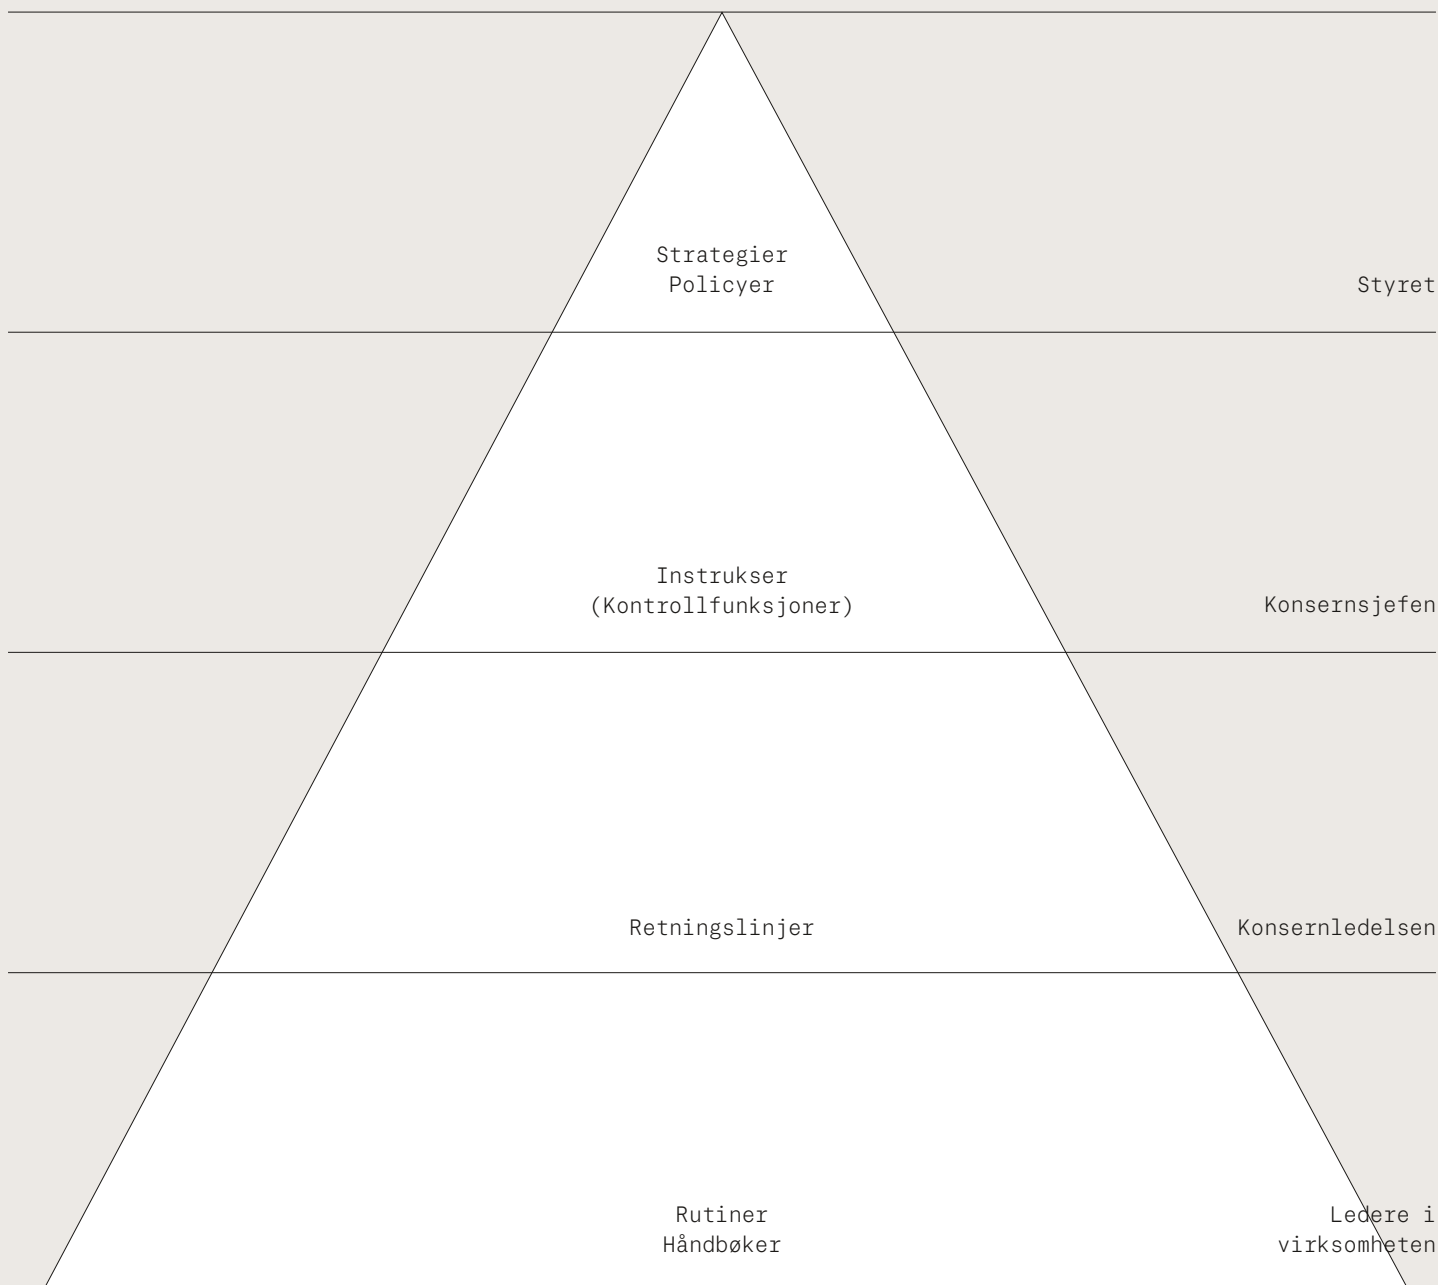 Strategier
Policyer
Styret
Instrukser
(Kontrollfunksjoner)
Konsernsjefen
Retningslinjer
Konsernledelsen
Rutiner
Håndbøker
Ledere i
virksomheten